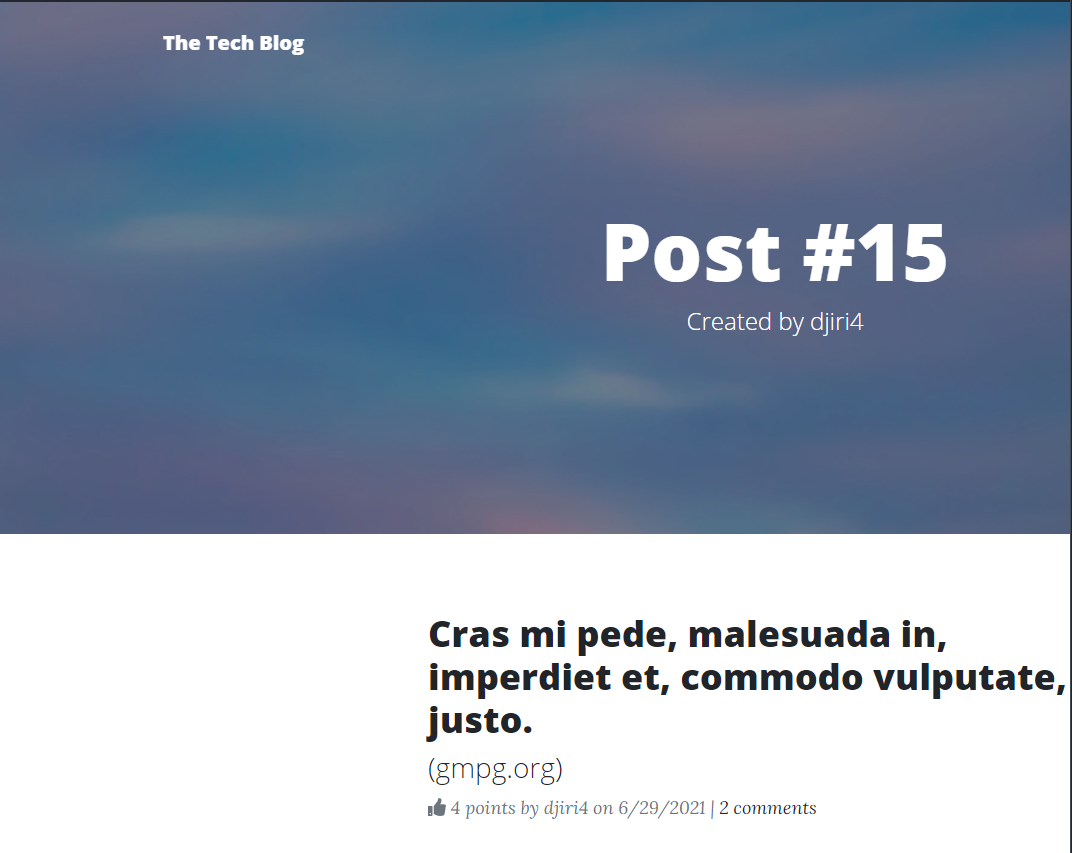 The Tech Blog
Post #15
Created by djiri4
Cras mi pede, malesuada in,
imperdiet et, commodo vulputate,
justo.
(gmpg.org)
4 points by djiri4 on 6/29/2021 | 2 comments